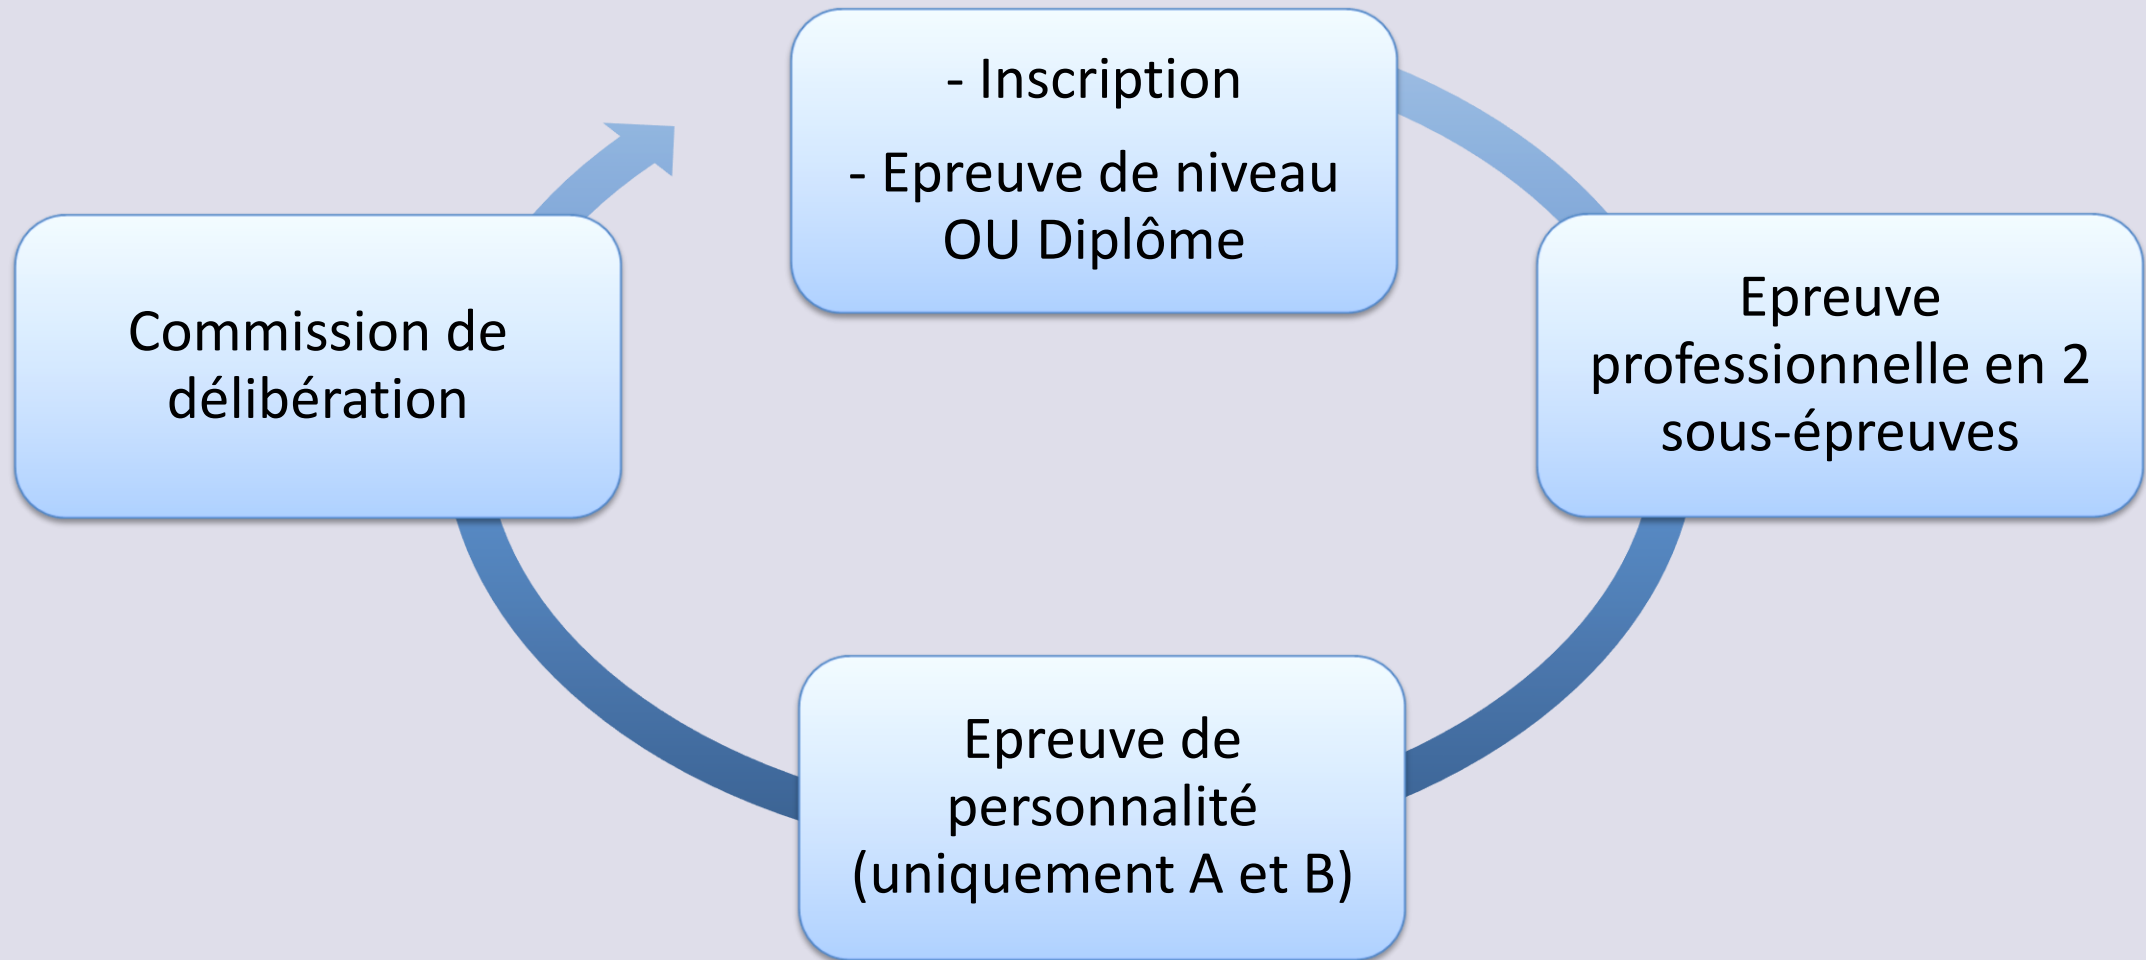 - Inscription
- Epreuve de niveau
OU Diplôme
Epreuve
professionnelle en 2
sous-épreuves
Epreuve de
personnalité
(uniquement A et B)
Commission de
délibération